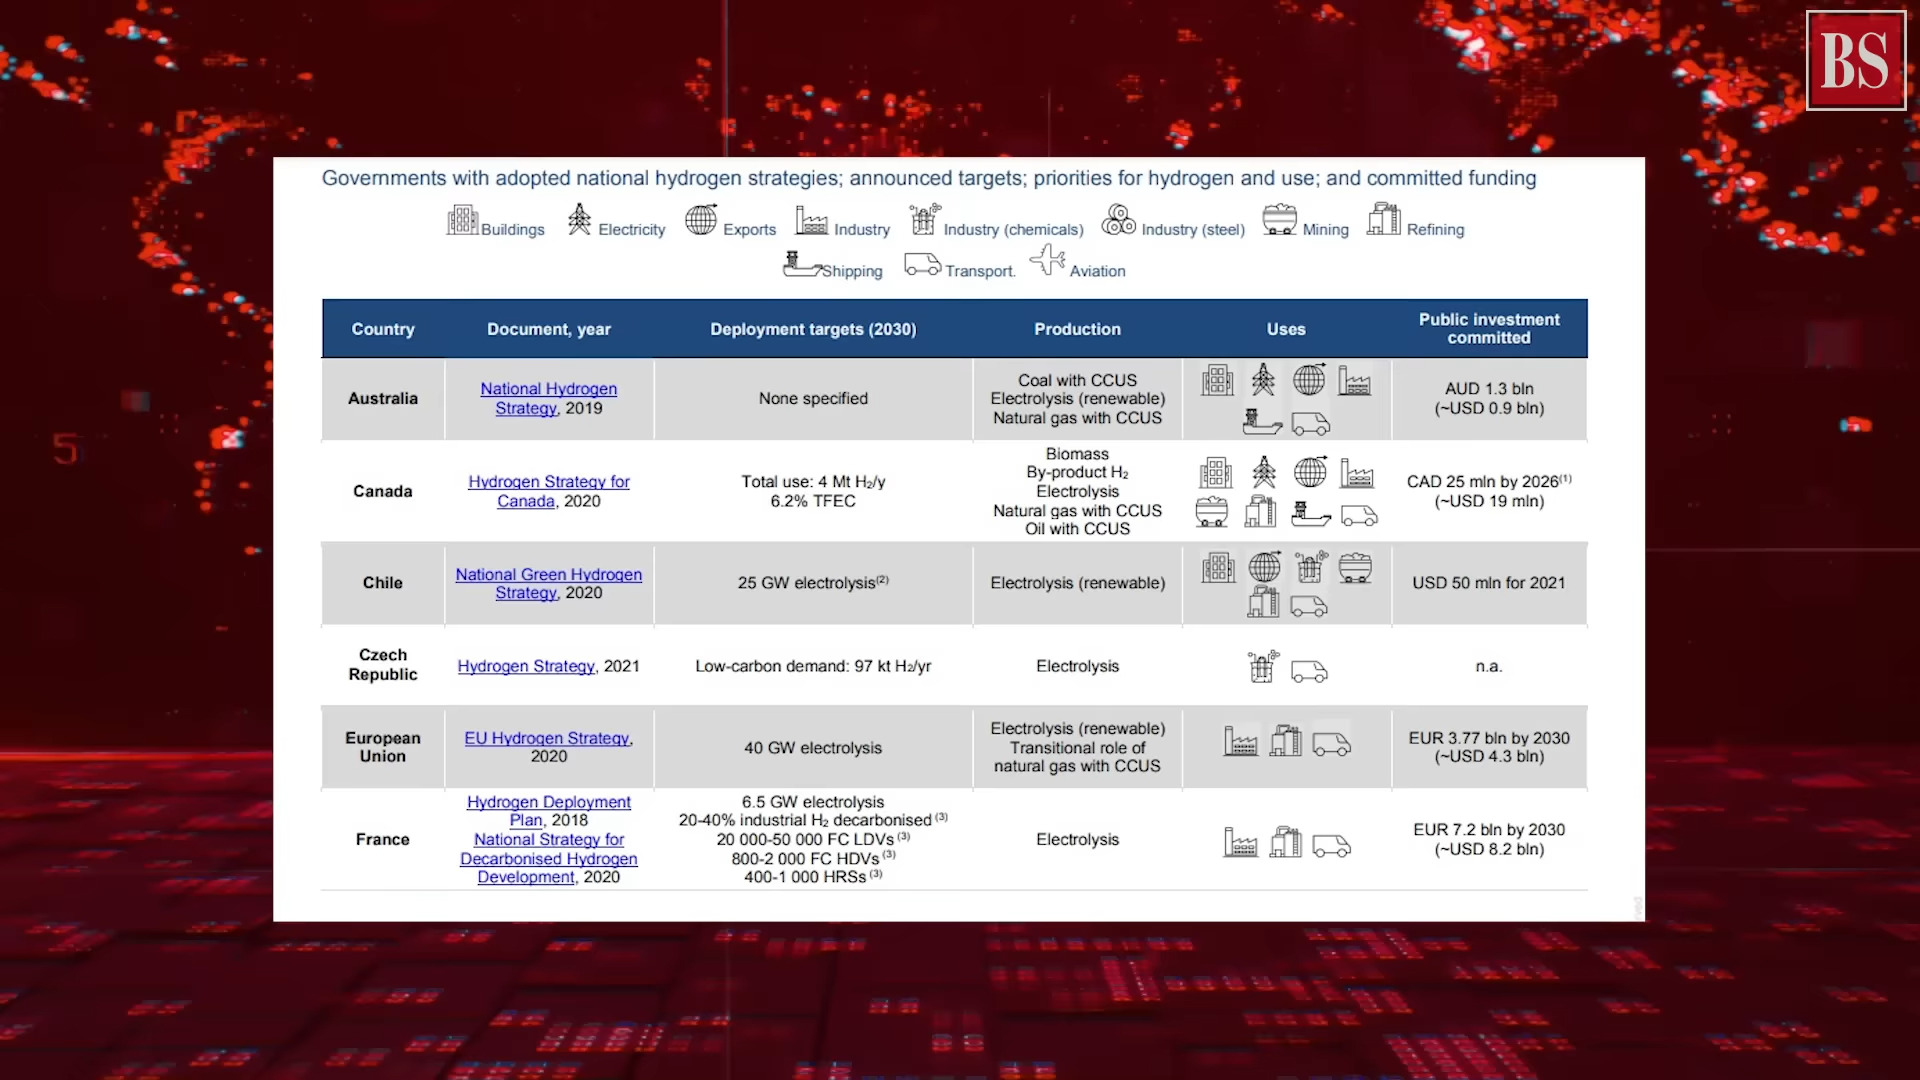 BS
Governments with adopted national hydrogen strategies; announced targets; priorities for hydrogen and use; and committed funding
Buildings Electricity Exports Industry Industry (chemicals) Industry (steel) Mining Refining
Shipping Transport. Aviation
Country Document, year Deployment targets (2030) Production Uses Public investment committed
Australia
National Hydrogen
Strategy, 2019
None specified
Coal with CCUS
Electrolysis (renewable)
Natural gas with CCUS
AUD 1.3 bln
(~USD 0.9 bln)
Canada
Hydrogen Strategy for
Canada, 2020
Total use: 4 Mt H₂/y
6.2% TFEC
Biomass
By-product H₂
Electrolysis
Natural gas with CCUS
Oil with CCUS
CAD 25 mln by 2026(1)
(~USD 19 mln)
Chile
National Green Hydrogen
Strategy, 2020
25 GW electrolysis(2)
Electrolysis (renewable)
USD 50 mln for 2021
Czech
Republic
Hydrogen Strategy, 2021
Low-carbon demand: 97 kt H₂/yr
Electrolysis
n.a.
European
Union
EU Hydrogen Strategy,
2020
40 GW electrolysis
Electrolysis (renewable)
Transitional role of
natural gas with CCUS
EUR 3.77 bln by 2030
(~USD 4.3 bln)
France
Hydrogen Deployment
Plan, 2018
National Strategy for
Decarbonised Hydrogen
Development, 2020
6.5 GW electrolysis
20-40% industrial H₂ decarbonised (3)
20 000-50 000 FC LDVs (3)
800-2 000 FC HDVs (3)
400-1 000 HRSs (3)
Electrolysis
EUR 7.2 bln by 2030
(~USD 8.2 bln)
5